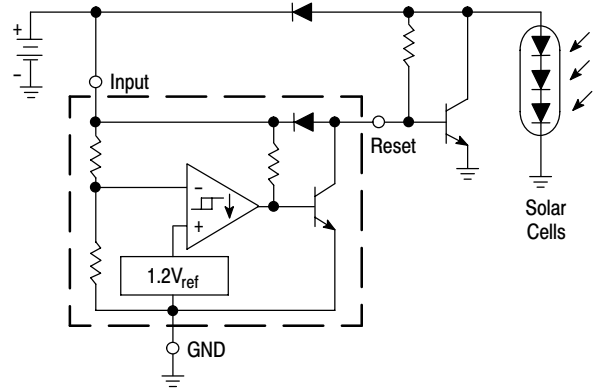 +
-
Input
Reset
-
+
1.2Vref
GND
Solar
Cells